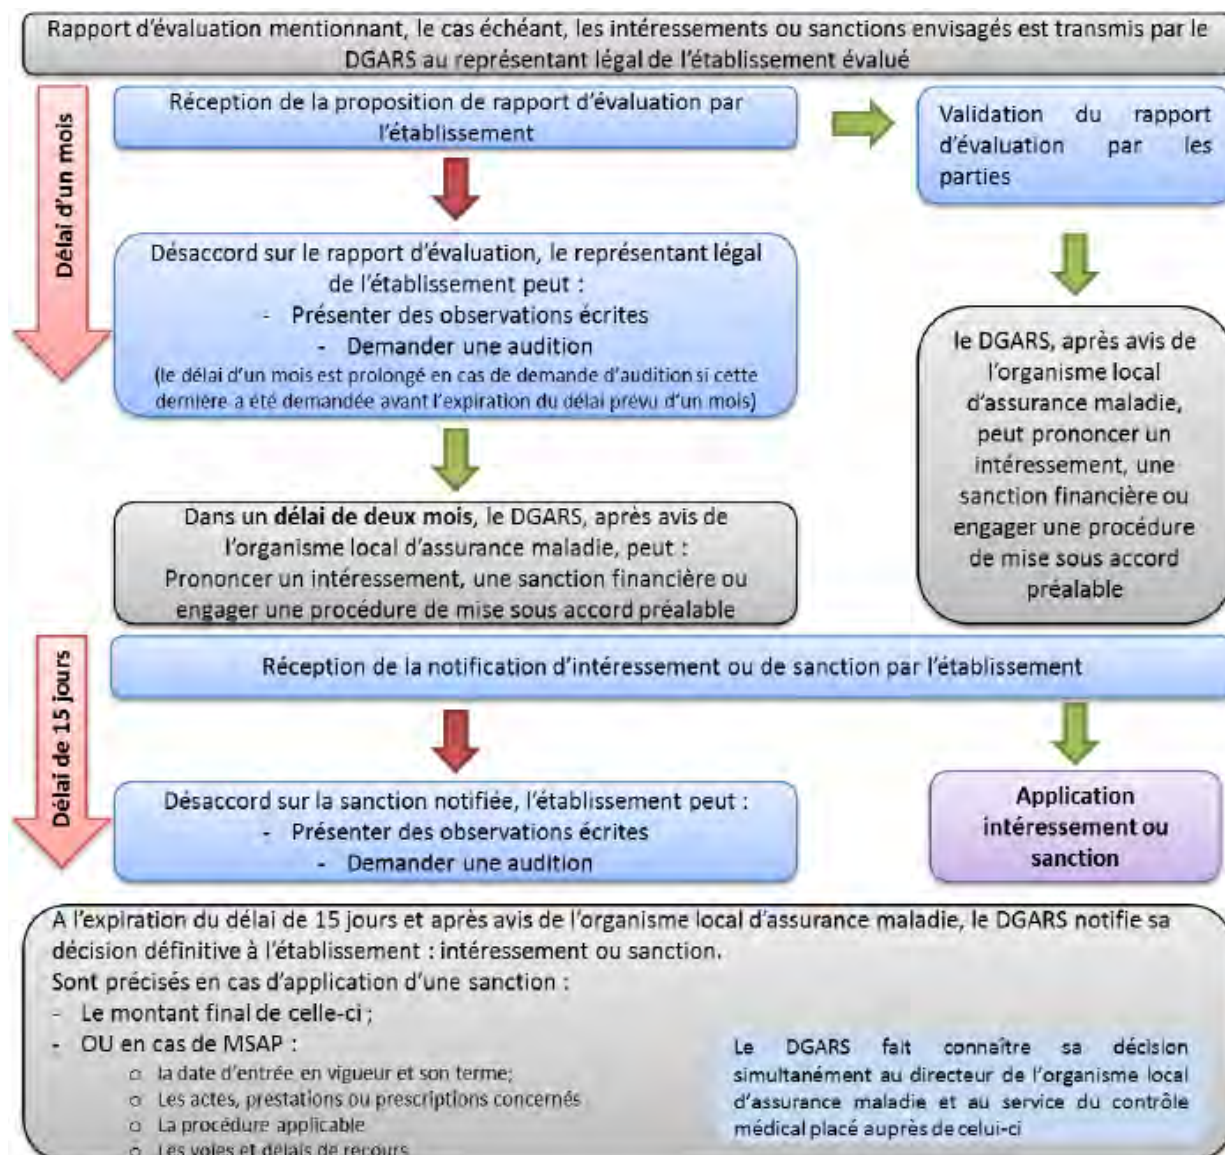 Rapport d'évaluation mentionnant, le cas échéant, les intéressements ou sanctions envisagés est transmis par le
DGARS au représentant légal de l'établissement évalué
Délai d'un mois
Réception de la proposition de rapport d'évaluation par
l'établissement
Validation du rapport
d'évaluation par les
parties
Désaccord sur le rapport d'évaluation, le représentant légal
de l'établissement peut :
- Présenter des observations écrites
- Demander une audition
(le délai d'un mois est prolongé en cas de demande d'audition si cette
dernière a été demandée avant l'expiration du délai prévu d'un mois)
le DGARS, après avis de
l'organisme local
d'assurance maladie,
peut prononcer un
intéressement, une
sanction financière ou
engager une procédure
de mise sous accord
préalable
Dans un délai de deux mois, le DGARS, après avis de
l'organisme local d'assurance maladie, peut :
Prononcer un intéressement, une sanction financière ou
engager une procédure de mise sous accord préalable
Délai de 15 jours
Réception de la notification d'intéressement ou de sanction par l'établissement
Désaccord sur la sanction notifiée, l'établissement peut :
- Présenter des observations écrites
- Demander une audition
Application
intéressement ou
sanction
A l'expiration du délai de 15 jours et après avis de l'organisme local d'assurance maladie, le DGARS notifie sa
décision définitive à l'établissement : intéressement ou sanction.
Sont précisés en cas d'application d'une sanction :
- Le montant final de celle-ci ;
- OU en cas de MSAP :
o la date d'entrée en vigueur et son terme;
o Les actes, prestations ou prescriptions concernés
o La procédure applicable
o Les voies et délais de recours
Le DGARS fait connaître sa décision
simultanément au directeur de l'organisme local
d'assurance maladie et au service du contrôle
médical placé auprès de celui-ci